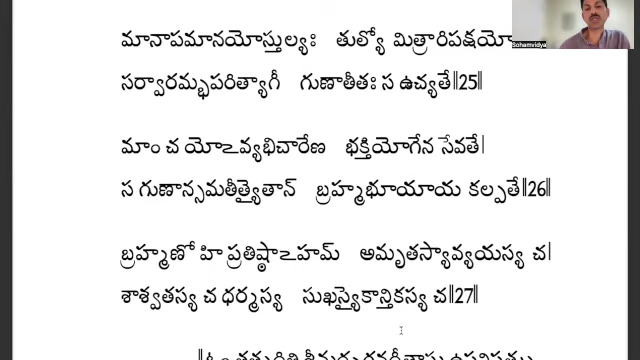 మానాపమానయోస్తుల్యః తుల్యో మిత్రారిపక్షయో
సర్వారమ్భపరిత్యాగీ గుణాతీతః స ఉచ్యతే||25||
మాం చ యోఽవ్యభిచారేణ భక్తియోగేన సేవతే|
స గుణాన్సమతీత్యైతాన్ బ్రహ్మభూయాయ కల్పతే||26||
బ్రహ్మణో హి ప్రతిష్ఠాఽహమ్ అమృతస్యావ్యయస్య చ|
శాశ్వతస్య చ ధర్మస్య సుఖస్యైకాన్తికస్య చ||27||
Sohamvidya